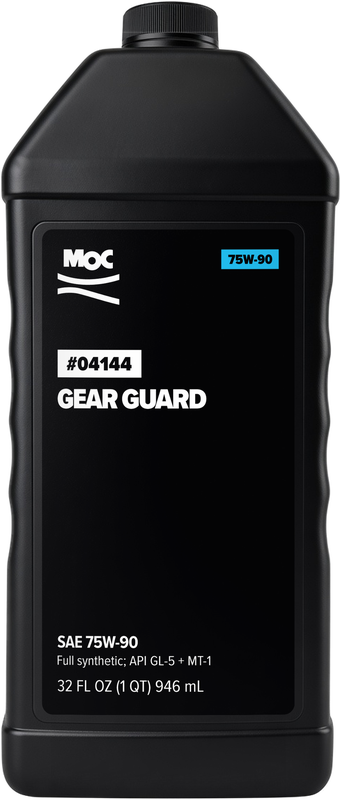 MOC
75W-90
#04144
GEAR GUARD
SAE 75W-90
Full synthetic; API GL-5 + MT-1
32 FL OZ (1 QT) 946 mL